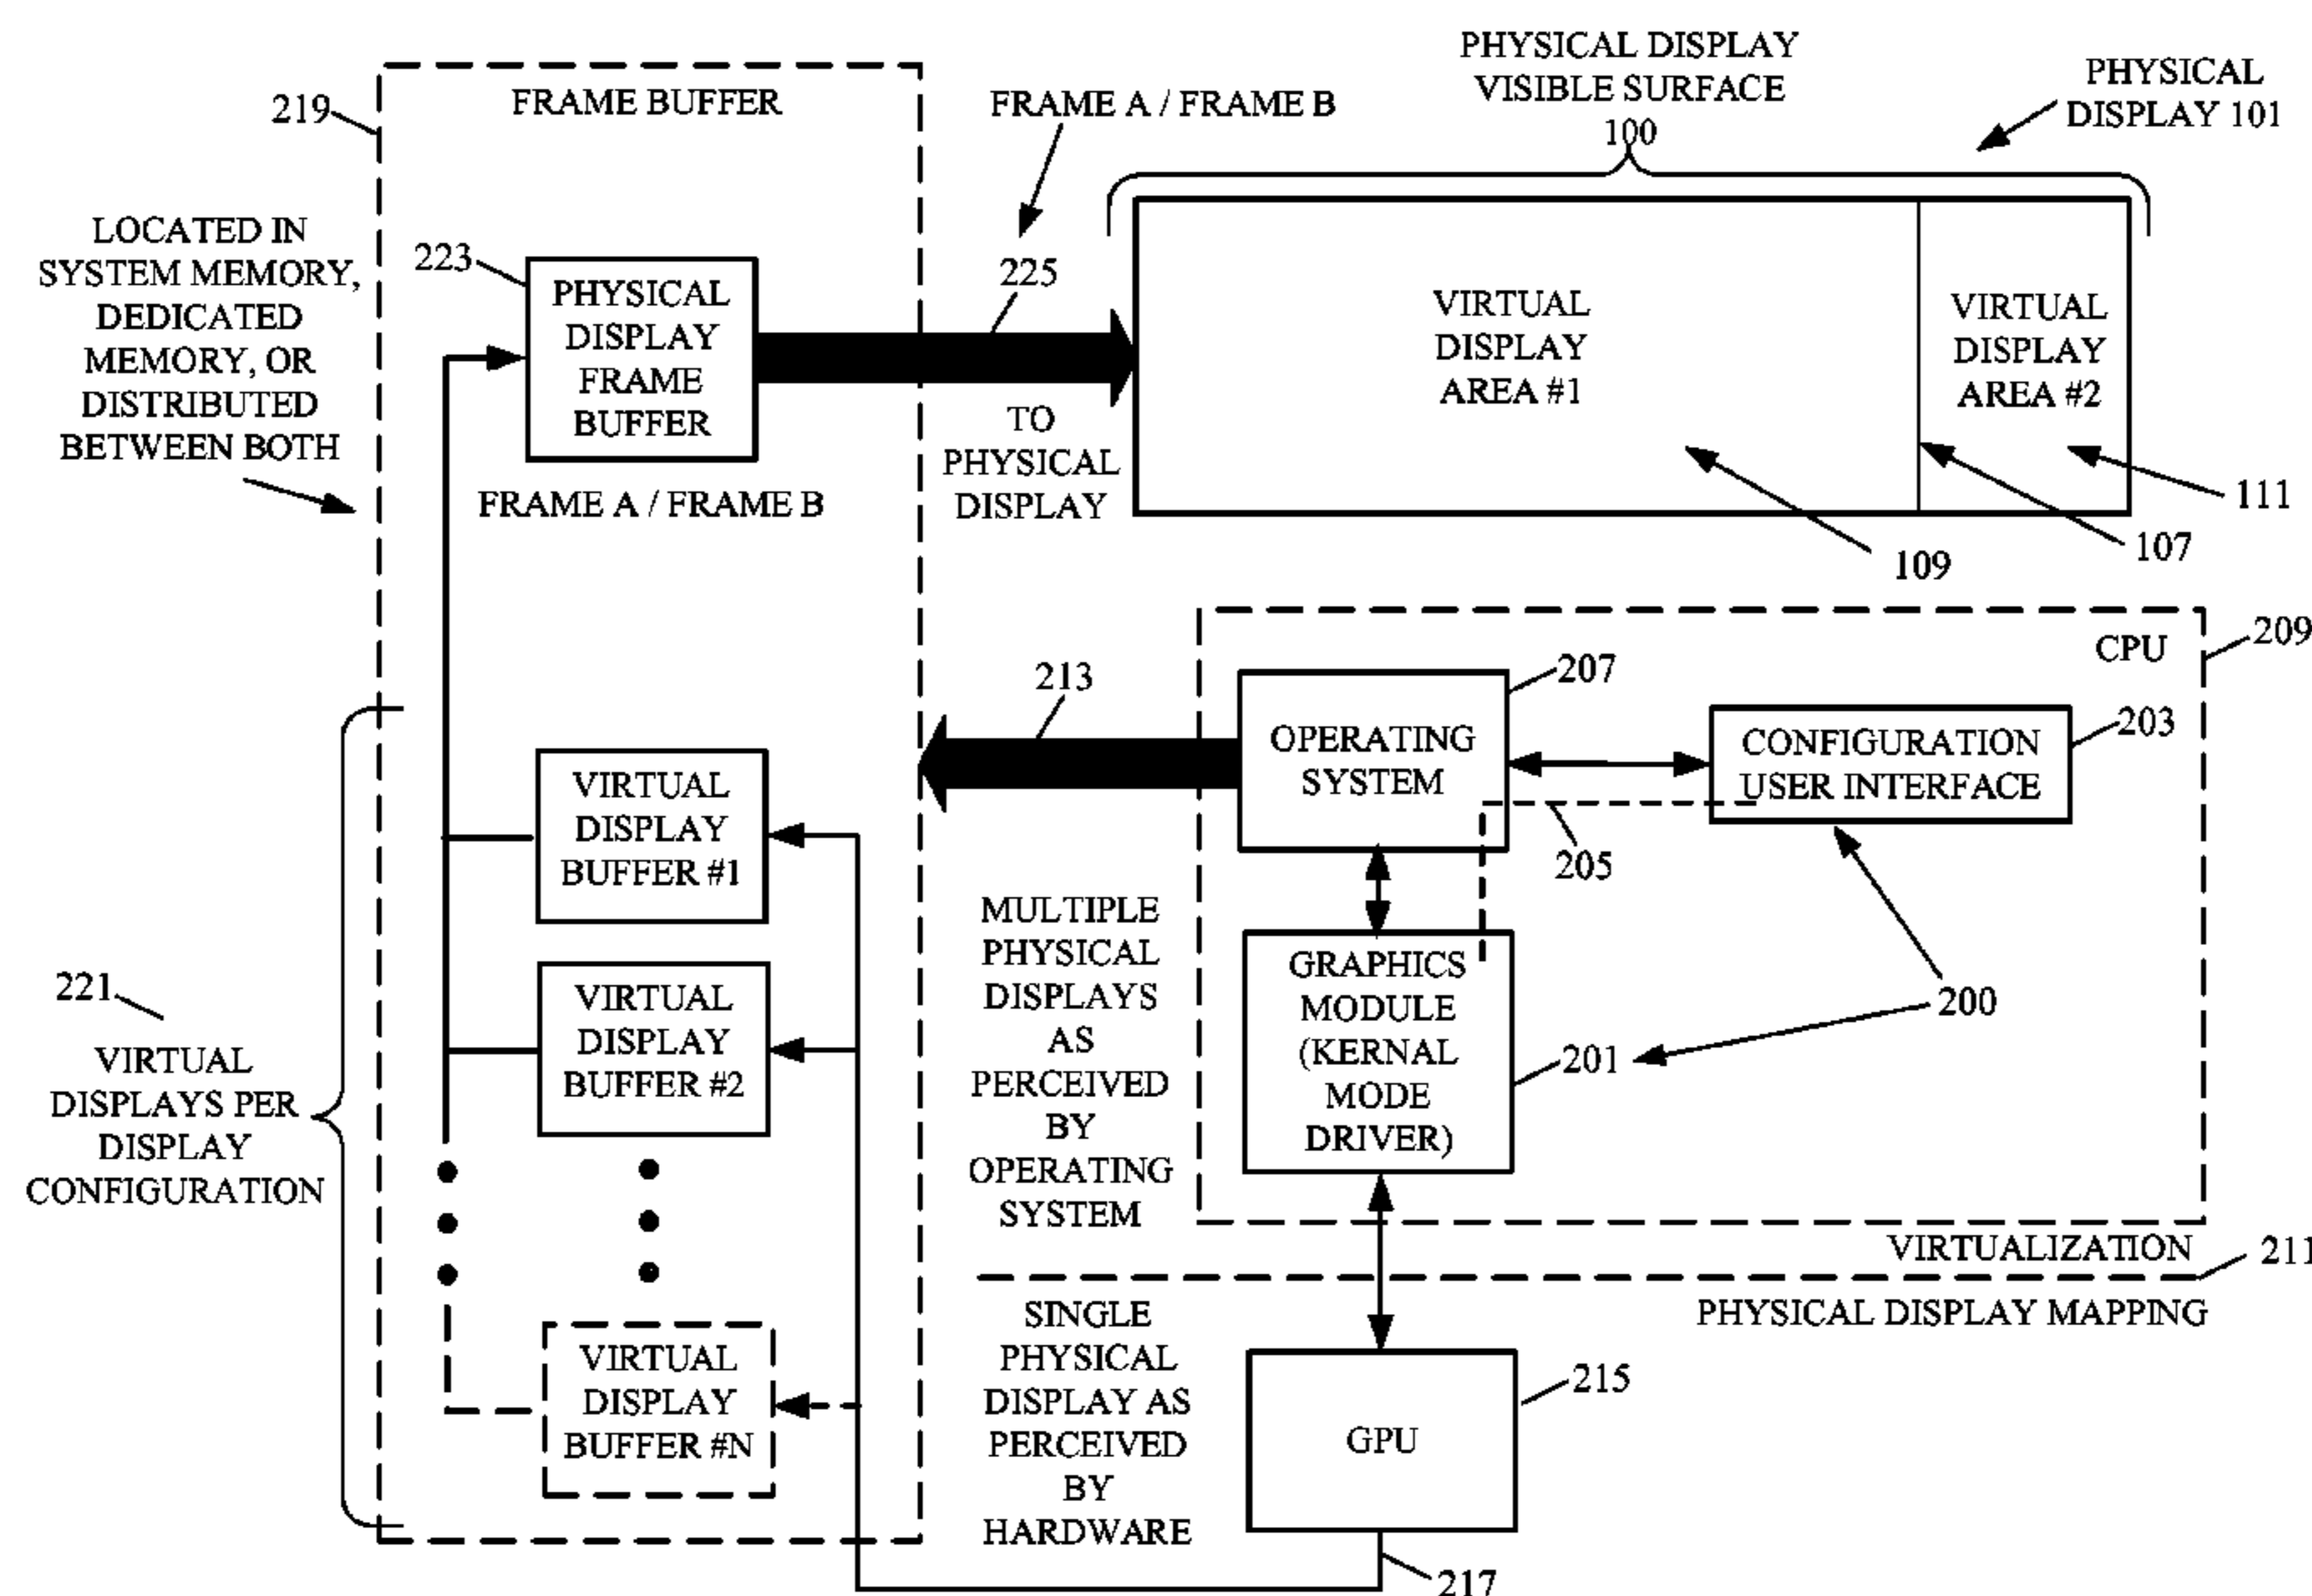 219
FRAME BUFFER
LOCATED IN
SYSTEM MEMORY,
DEDICATED
MEMORY, OR
DISTRIBUTED
BETWEEN BOTH
223
PHYSICAL
DISPLAY
FRAME
BUFFER
FRAME A / FRAME B
FRAME A / FRAME B
225
TO
PHYSICAL
DISPLAY
PHYSICAL DISPLAY
VISIBLE SURFACE
100
PHYSICAL
DISPLAY 101
VIRTUAL
DISPLAY
AREA #1
VIRTUAL
DISPLAY
AREA #2
111
107
109
221
VIRTUAL
DISPLAYS PER
DISPLAY
CONFIGURATION
VIRTUAL
DISPLAY
BUFFER #1
VIRTUAL
DISPLAY
BUFFER #2
VIRTUAL
DISPLAY
BUFFER #N
213
MULTIPLE
PHYSICAL
DISPLAYS
AS
PERCEIVED
BY
OPERATING
SYSTEM
CPU
209
207
OPERATING
SYSTEM
203
CONFIGURATION
USER INTERFACE
205
GRAPHICS
MODULE
(KERNAL
MODE
DRIVER)
201
200
VIRTUALIZATION
211
PHYSICAL DISPLAY MAPPING
SINGLE
PHYSICAL
DISPLAY AS
PERCEIVED
BY
HARDWARE
215
GPU
217